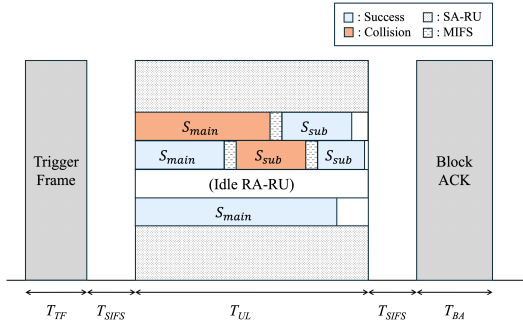 : Success : SA-RU
: Collision : MIFS
S_main S_sub
S_main S_sub S_sub
(Idle RA-RU)
S_main
Trigger
Frame
Block
ACK
T_TF T_SIFS T_UL T_SIFS T_BA